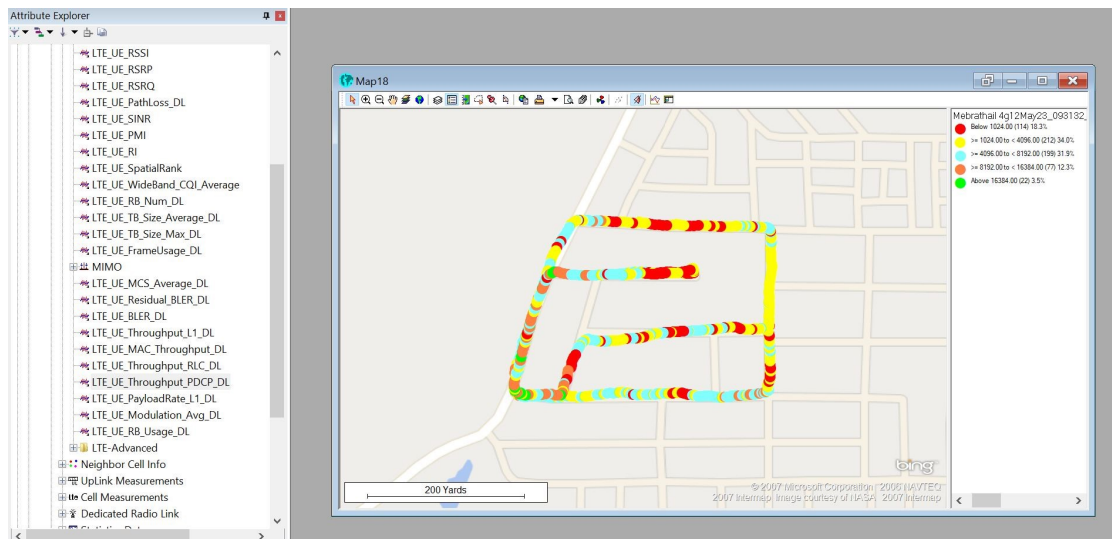 Attribute Explorer
LTE_UE_RSSI
LTE_UE_RSRP
LTE_UE_RSRQ
LTE_UE_PathLoss_DL
LTE_UE_SINR
LTE_UE_PMI
LTE_UE_RI
LTE_UE_SpatialRank
LTE_UE_WideBand_CQI_Average
LTE_UE_RB_Num_DL
LTE_UE_TB_Size_Average_DL
LTE_UE_TB_Size_Max_DL
LTE_UE_FrameUsage_DL
MIMO
LTE_UE_MCS_Average_DL
LTE_UE_Residual_BLER_DL
LTE_UE_BLER_DL
LTE_UE_Throughput_L1_DL
LTE_UE_MAC_Throughput_DL
LTE_UE_Throughput_RLC_DL
LTE_UE_Throughput_PDCP_DL
LTE_UE_PayloadRate_L1_DL
LTE_UE_Modulation_Avg_DL
LTE_UE_RB_Usage_DL
LTE-Advanced
Neighbor Cell Info
UpLink Measurements
Cell Measurements
Dedicated Radio Link
Map18
Mebrathail 4g12May23_093132_
Below 1024.00 (114) 18.3%
>= 1024.00 to < 4096.00 (212) 34.0%
>= 4096.00 to < 8192.00 (199) 31.9%
>= 8192.00 to < 16384.00 (77) 12.3%
Above 16384.00 (22) 3.5%
200 Yards
bing
© 2007 Microsoft Corporation 2006 NAVTEQ
2007 Intermap Image courtesy of NASA 2007 Intermap